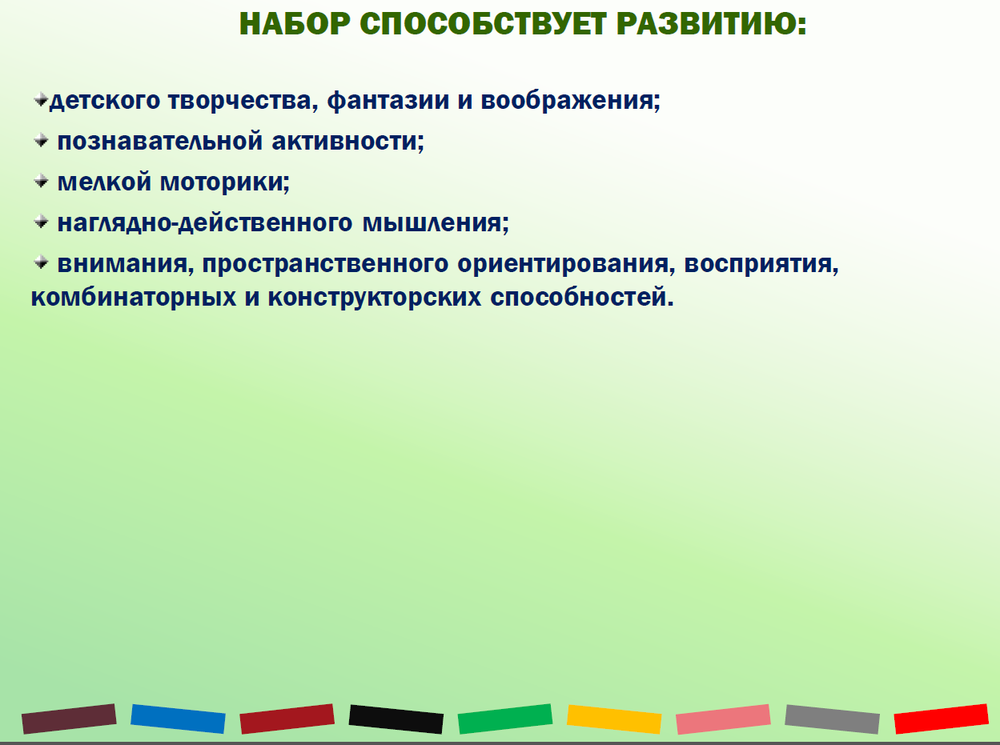 НАБОР СПОСОБСТВУЕТ РАЗВИТИЮ:
детского творчества, фантазии и воображения;
познавательной активности;
мелкой моторики;
наглядно-действенного мышления;
внимания, пространственного ориентирования, восприятия,
комбинаторных и конструкторских способностей.